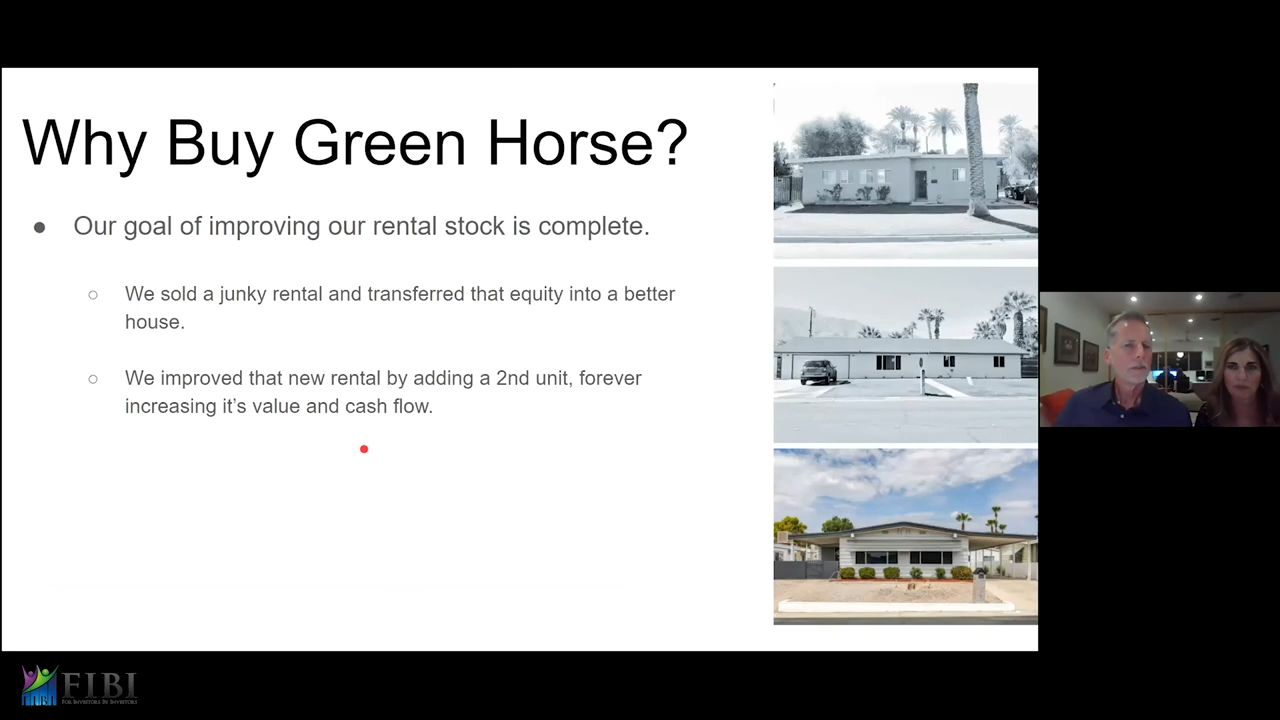 Why Buy Green Horse?
● Our goal of improving our rental stock is complete.
○ We sold a junky rental and transferred that equity into a better
house.
○ We improved that new rental by adding a 2nd unit, forever
increasing it's value and cash flow.
FIBI
FOR INVESTORS BY INVESTORS